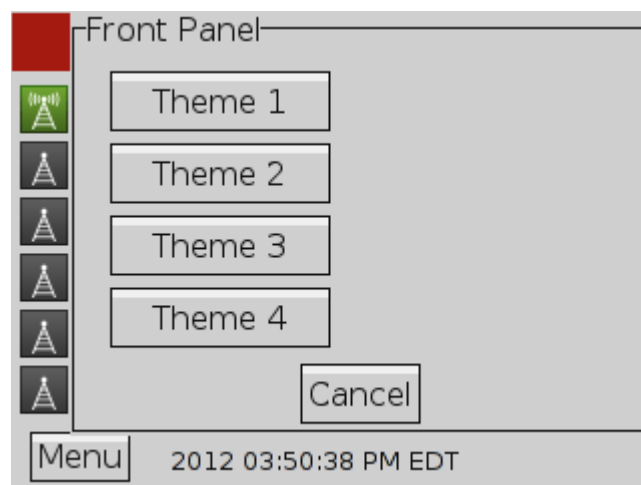 Front Panel
Theme 1
Theme 2
Theme 3
Theme 4
Cancel
Menu 2012 03:50:38 PM EDT